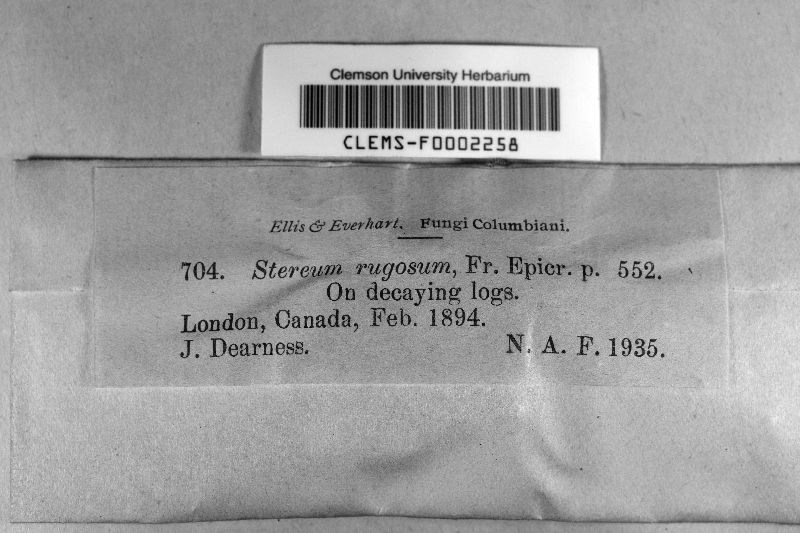 Clemson University Herbarium
CLEMS-F0002258
Ellis & Everhart. Fungi Columbiani.
704. Stereum rugosum, Fr. Epicr. p. 552.
On decaying logs.
London, Canada, Feb. 1894.
J. Dearness. N. A. F. 1935.